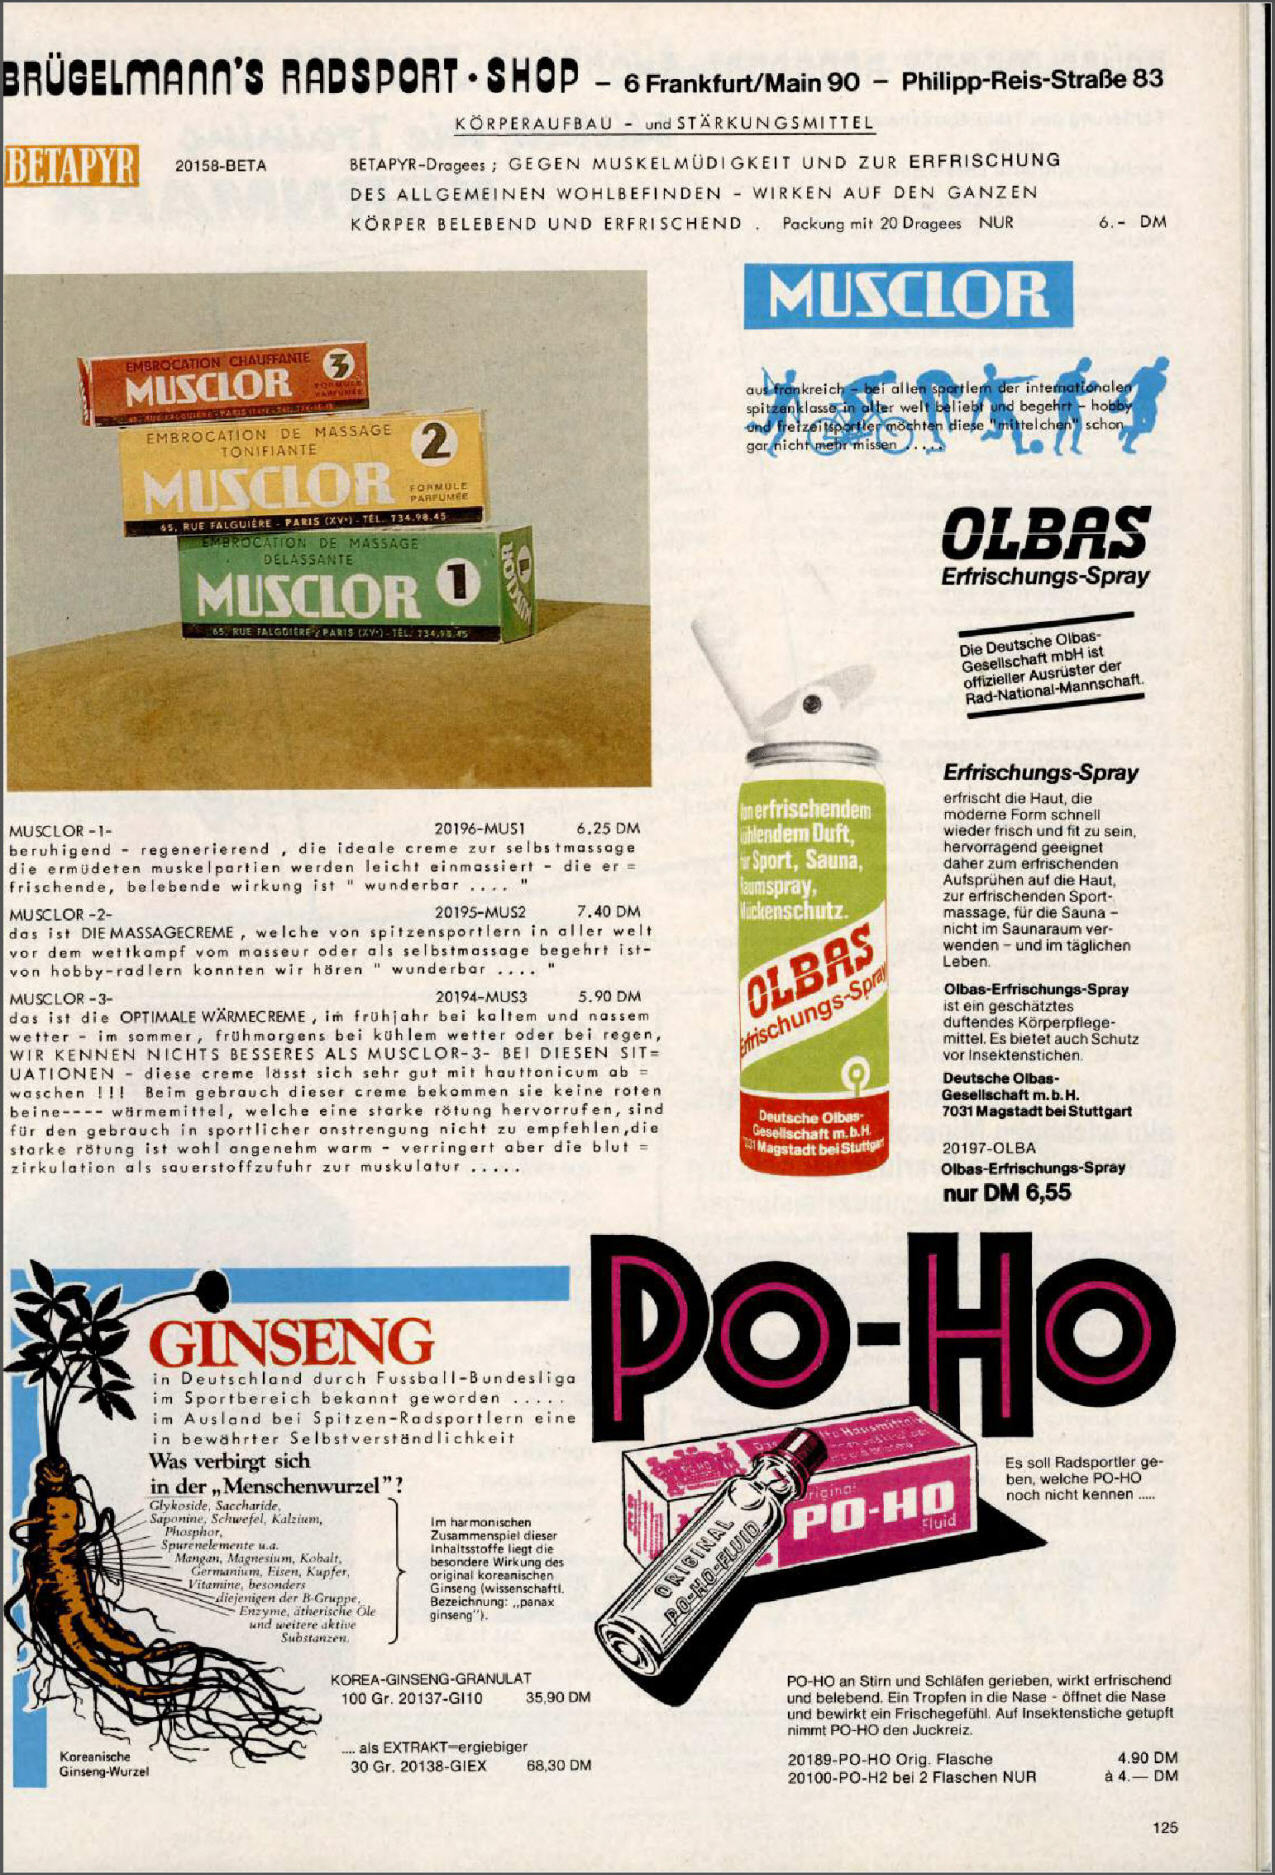 BRÜGELMANN'S RADSPORT • SHOP – 6 Frankfurt/Main 90 – Philipp-Reis-Straße 83
KÖRPERAUFBAU - und STÄRKUNGSMITTEL
BETAPYR
20158-BETA
BETAPYR-Dragees ; GEGEN MUSKELMÜDIGKEIT UND ZUR ERFRISCHUNG
DES ALLGEMEINEN WOHLBEFINDEN - WIRKEN AUF DEN GANZEN
KÖRPER BELEBEND UND ERFRISCHEND . Packung mit 20 Dragees NUR 6.- DM
EMBROCATION CHAUFFANTE 3
MUSCLOR
FORMULE
PARFUMÉE
EMBROCATION DE MASSAGE
TONIFIANTE
2
MUSCLOR
FORMULE
PARFUMÉE
65, RUE FALGUIÈRE - PARIS (XVe) - TÉL. 734.98.45
EMBROCATION DE MASSAGE
DÉLASSANTE
MUSCLOR 1
65, RUE FALGUIÈRE - PARIS (XVe) - TÉL. 734.98.45
MUSCLOR
1
MUSCLOR
aus frankreich - bei allen sportlern der internationalen
spitzenklasse in aller welt beliebt und begehrt - hobby
und freizeitsportler möchten diese "mittelchen" schon
gar nicht mehr missen .....
OLBAS
Erfrischungs-Spray
Die Deutsche Olbas-
Gesellschaft mbH ist
offizieller Ausrüster der
Rad-National-Mannschaft.
erfrischendem
kühlendem Duft,
Sport, Sauna,
Raumspray,
Mückenschutz.
OLBAS
Erfrischungs-Spray
Deutsche Olbas-
Gesellschaft m.b.H.
7031 Magstadt bei Stuttgart
Erfrischungs-Spray
erfrischt die Haut, die
moderne Form schnell
wieder frisch und fit zu sein,
hervorragend geeignet
daher zum erfrischenden
Aufsprühen auf die Haut,
zur erfrischenden Sport-
massage, für die Sauna –
nicht im Saunaraum ver-
wenden – und im täglichen
Leben.
Olbas-Erfrischungs-Spray
ist ein geschätztes
duftendes Körperpflege-
mittel. Es bietet auch Schutz
vor Insektenstichen.
Deutsche Olbas-
Gesellschaft m.b.H.
7031 Magstadt bei Stuttgart
20197-OLBA
Olbas-Erfrischungs-Spray
nur DM 6,55
MUSCLOR -1- 20196-MUS1 6.25 DM
beruhigend - regenerierend , die ideale creme zur selbstmassage
die ermüdeten muskelpartien werden leicht einmassiert - die er =
frischende, belebende wirkung ist " wunderbar .... "
MUSCLOR -2- 20195-MUS2 7.40 DM
das ist DIE MASSAGECREME , welche von spitzensportlern in aller welt
vor dem wettkampf vom masseur oder als selbstmassage begehrt ist-
von hobby-radlern konnten wir hören " wunderbar .... "
MUSCLOR -3- 20194-MUS3 5.90 DM
das ist die OPTIMALE WÄRMECREME , im frühjahr bei kaltem und nassem
wetter - im sommer, frühmorgens bei kühlem wetter oder bei regen,
WIR KENNEN NICHTS BESSERES ALS MUSCLOR-3- BEI DIESEN SIT=
UATIONEN - diese creme lässt sich sehr gut mit hauttonicum ab =
waschen !!! Beim gebrauch dieser creme bekommen sie keine roten
beine---- wärmemittel, welche eine starke rötung hervorrufen, sind
für den gebrauch in sportlicher anstrengung nicht zu empfehlen,die
starke rötung ist wohl angenehm warm - verringert aber die blut =
zirkulation als sauerstoffzufuhr zur muskulatur .....
GINSENG
in Deutschland durch Fussball-Bundesliga
im Sportbereich bekannt geworden .....
im Ausland bei Spitzen-Radsportlern eine
in bewährter Selbstverständlichkeit
Was verbirgt sich
in der „Menschenwurzel"?
Glykoside, Saccharide,
Saponine, Schwefel, Kalzium,
Phosphor,
Spurenelemente u.a.
Mangan, Magnesium, Kobalt,
Germanium, Eisen, Kupfer,
Vitamine, besonders
diejenigen der B-Gruppe,
Enzyme, ätherische Öle
und weitere aktive
Substanzen.
Im harmonischen
Zusammenspiel dieser
Inhaltsstoffe liegt die
besondere Wirkung des
original koreanischen
Ginseng (wissenschaftl.
Bezeichnung: „panax
ginseng").
Koreanische
Ginseng-Wurzel
KOREA-GINSENG-GRANULAT
100 Gr. 20137-GI10 35,90 DM
.... als EXTRAKT=ergiebiger
30 Gr. 20138-GIEX 68,30 DM
PO-HO
Original
PO-HO
Fluid
ORIGINAL
PO-HO-FLUID
Es soll Radsportler ge-
ben, welche PO-HO
noch nicht kennen .....
PO-HO an Stirn und Schläfen gerieben, wirkt erfrischend
und belebend. Ein Tropfen in die Nase - öffnet die Nase
und bewirkt ein Frischegefühl. Auf Insektenstiche getupft
nimmt PO-HO den Juckreiz.
20189-PO-HO Orig. Flasche 4.90 DM
20100-PO-H2 bei 2 Flaschen NUR à 4.— DM
125